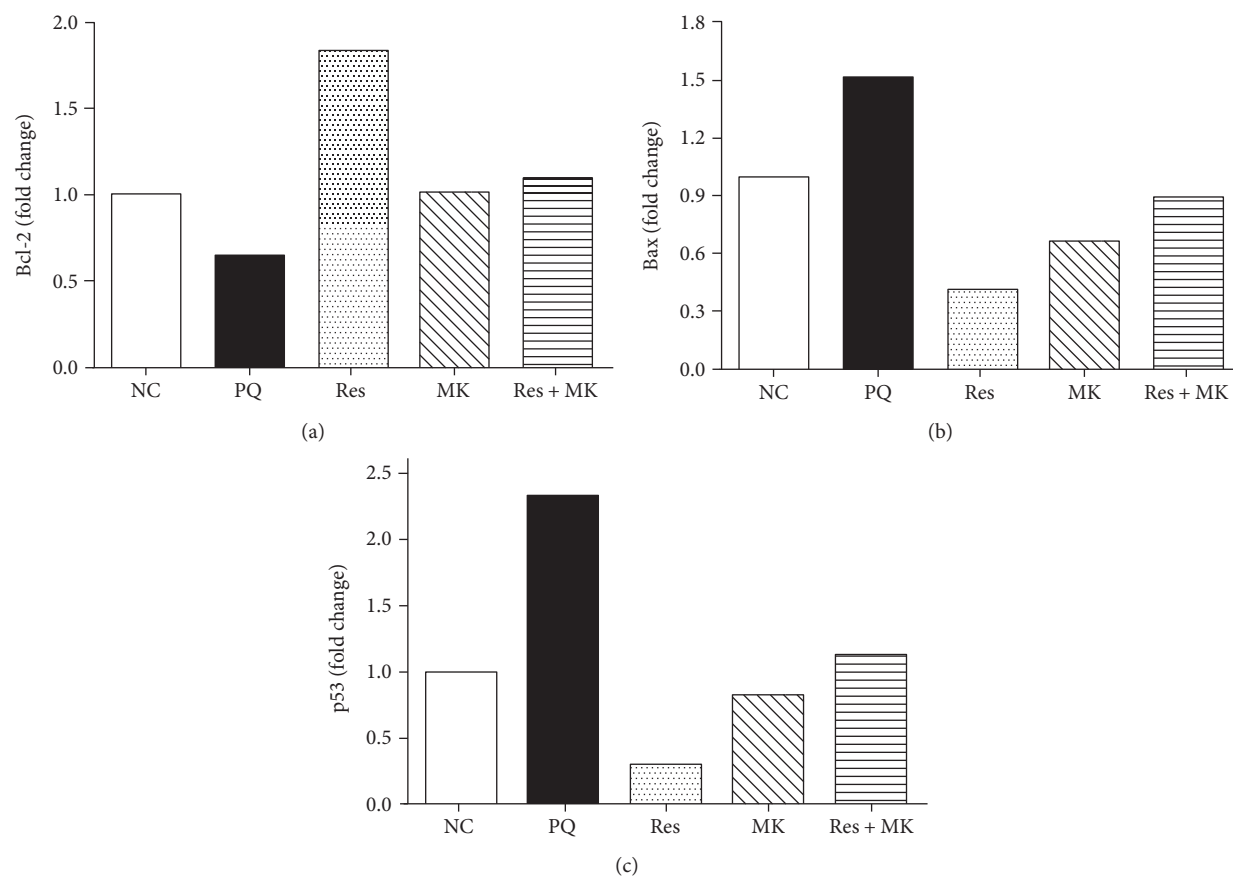 Bcl-2 (fold change)
2.0
1.5
1.0
0.5
0.0
NC PQ Res MK Res + MK
(a)
Bax (fold change)
1.8
1.5
1.2
0.9
0.6
0.3
0.0
NC PQ Res MK Res + MK
(b)
p53 (fold change)
2.5
2.0
1.5
1.0
0.5
0.0
NC PQ Res MK Res + MK
(c)